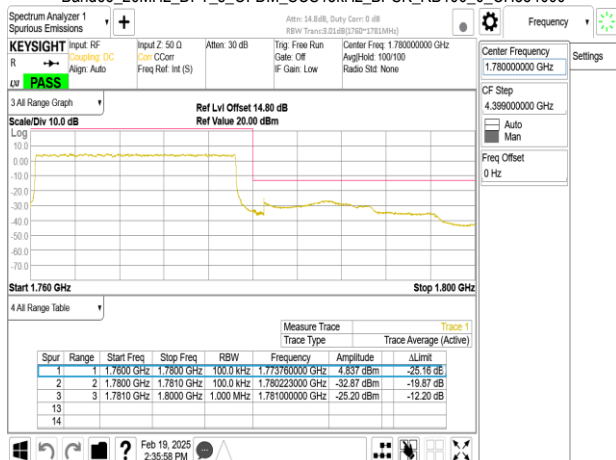 Spectrum Analyzer 1
Spurious Emissions
Attn: 14.8dB, Duty Corr: 0 dB
RBW Trans:3.01dB(1760~1781MHz)
Frequency
Settings
KEYSIGHT
R
LXI
PASS
Input: RF
Coupling: DC
Align: Auto
Input Z: 50 Ω
Corr CCorr
Freq Ref: Int (S)
Atten: 30 dB
Trig: Free Run
Gate: Off
IF Gain: Low
Center Freq: 1.780000000 GHz
Avg|Hold: 100/100
Radio Std: None
Center Frequency
1.780000000 GHz
CF Step
4.399000000 GHz
Auto
Man
Freq Offset
0 Hz
3 All Range Graph
Scale/Div 10.0 dB
Ref Lvl Offset 14.80 dB
Ref Value 20.00 dBm
Log
10.0
0.00
-10.0
-20.0
-30.0
-40.0
-50.0
-60.0
-70.0
Start 1.760 GHz
Stop 1.800 GHz
4 All Range Table
Measure Trace Trace 1
Trace Type Trace Average (Active)
Spur Range Start Freq Stop Freq RBW Frequency Amplitude ΔLimit
1 1 1.7600 GHz 1.7800 GHz 100.0 kHz 1.773760000 GHz 4.837 dBm -25.16 dB
2 2 1.7800 GHz 1.7810 GHz 100.0 kHz 1.780223000 GHz -32.87 dBm -19.87 dB
3 3 1.7810 GHz 1.8000 GHz 1.000 MHz 1.781000000 GHz -25.20 dBm -12.20 dB
13
14
Feb 19, 2025
2:35:58 PM